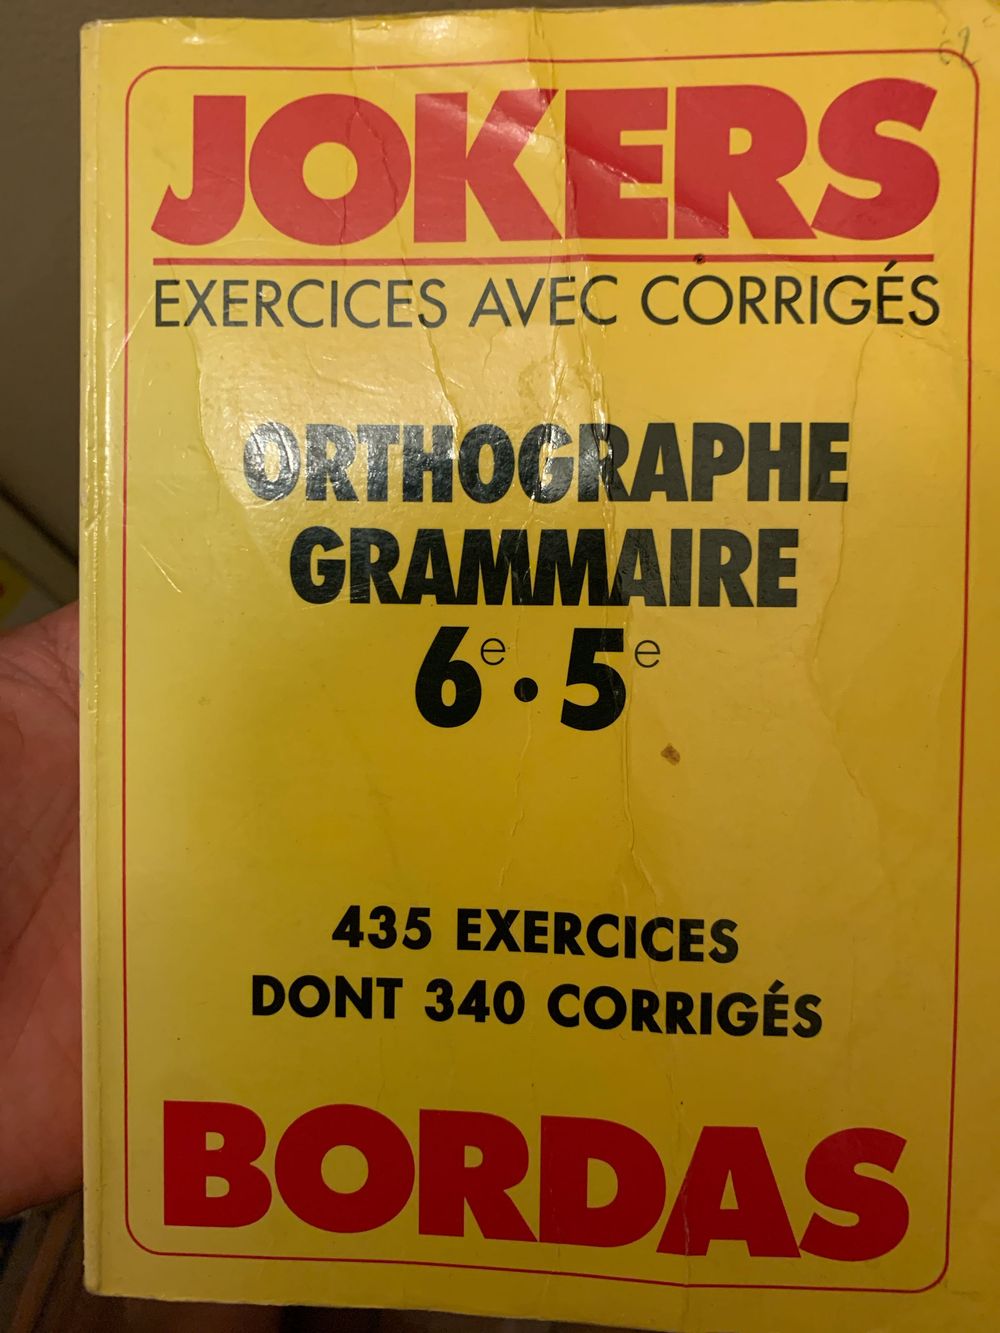 JOKERS
EXERCICES AVEC CORRIGÉS
ORTHOGRAPHE
GRAMMAIRE
6e • 5e
435 EXERCICES
DONT 340 CORRIGÉS
BORDAS